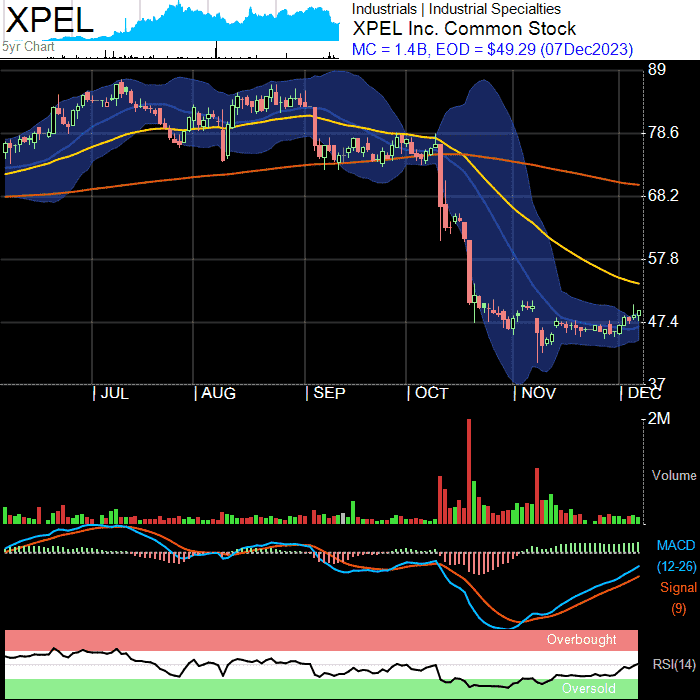 XPEL
5yr Chart
Industrials | Industrial Specialties
XPEL Inc. Common Stock
MC = 1.4B, EOD = $49.29 (07Dec2023)
89
78.6
68.2
57.8
47.4
37
| JUL
| AUG
| SEP
| OCT
| NOV
| DEC
2M
Volume
MACD
(12-26)
Signal
(9)
Overbought
RSI(14)
Oversold